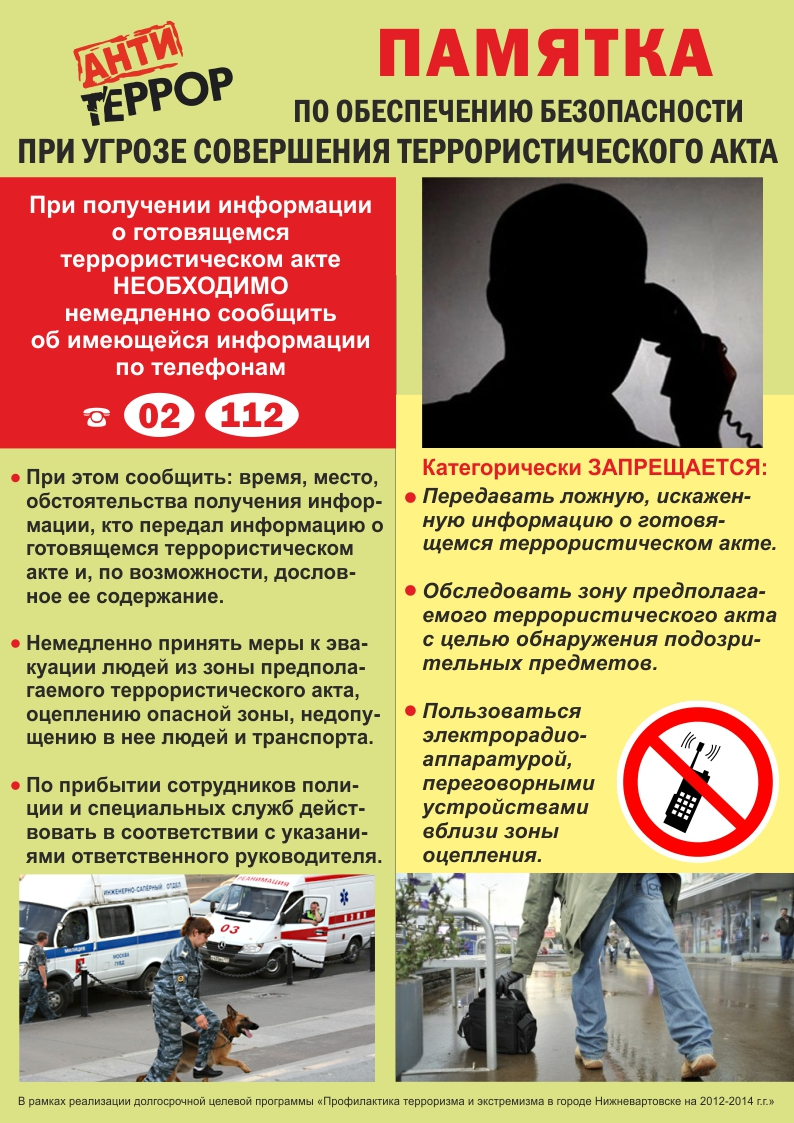 АНТИ
ТЕРРОР
ПАМЯТКА
ПО ОБЕСПЕЧЕНИЮ БЕЗОПАСНОСТИ
ПРИ УГРОЗЕ СОВЕРШЕНИЯ ТЕРРОРИСТИЧЕСКОГО АКТА
При получении информации
о готовящемся
террористическом акте
НЕОБХОДИМО
немедленно сообщить
об имеющейся информации
по телефонам
02 112
При этом сообщить: время, место,
обстоятельства получения инфор-
мации, кто передал информацию о
готовящемся террористическом
акте и, по возможности, дослов-
ное ее содержание.
Немедленно принять меры к эва-
куации людей из зоны предпола-
гаемого террористического акта,
оцеплению опасной зоны, недопу-
щению в нее людей и транспорта.
По прибытии сотрудников поли-
ции и специальных служб дейст-
вовать в соответствии с указани-
ями ответственного руководителя.
Категорически ЗАПРЕЩАЕТСЯ:
Передавать ложную, искажен-
ную информацию о готовя-
щемся террористическом акте.
Обследовать зону предполага-
емого террористического акта
с целью обнаружения подозри-
тельных предметов.
Пользоваться
электрорадио-
аппаратурой,
переговорными
устройствами
вблизи зоны
оцепления.
ИНЖЕНЕРНО-САПЁРНЫЙ ОТДЕЛ
МИЛИЦИЯ
МОСКВА
ГУВД
РЕАНИМАЦИЯ
03
В рамках реализации долгосрочной целевой программы «Профилактика терроризма и экстремизма в городе Нижневартовске на 2012-2014 г.г.»